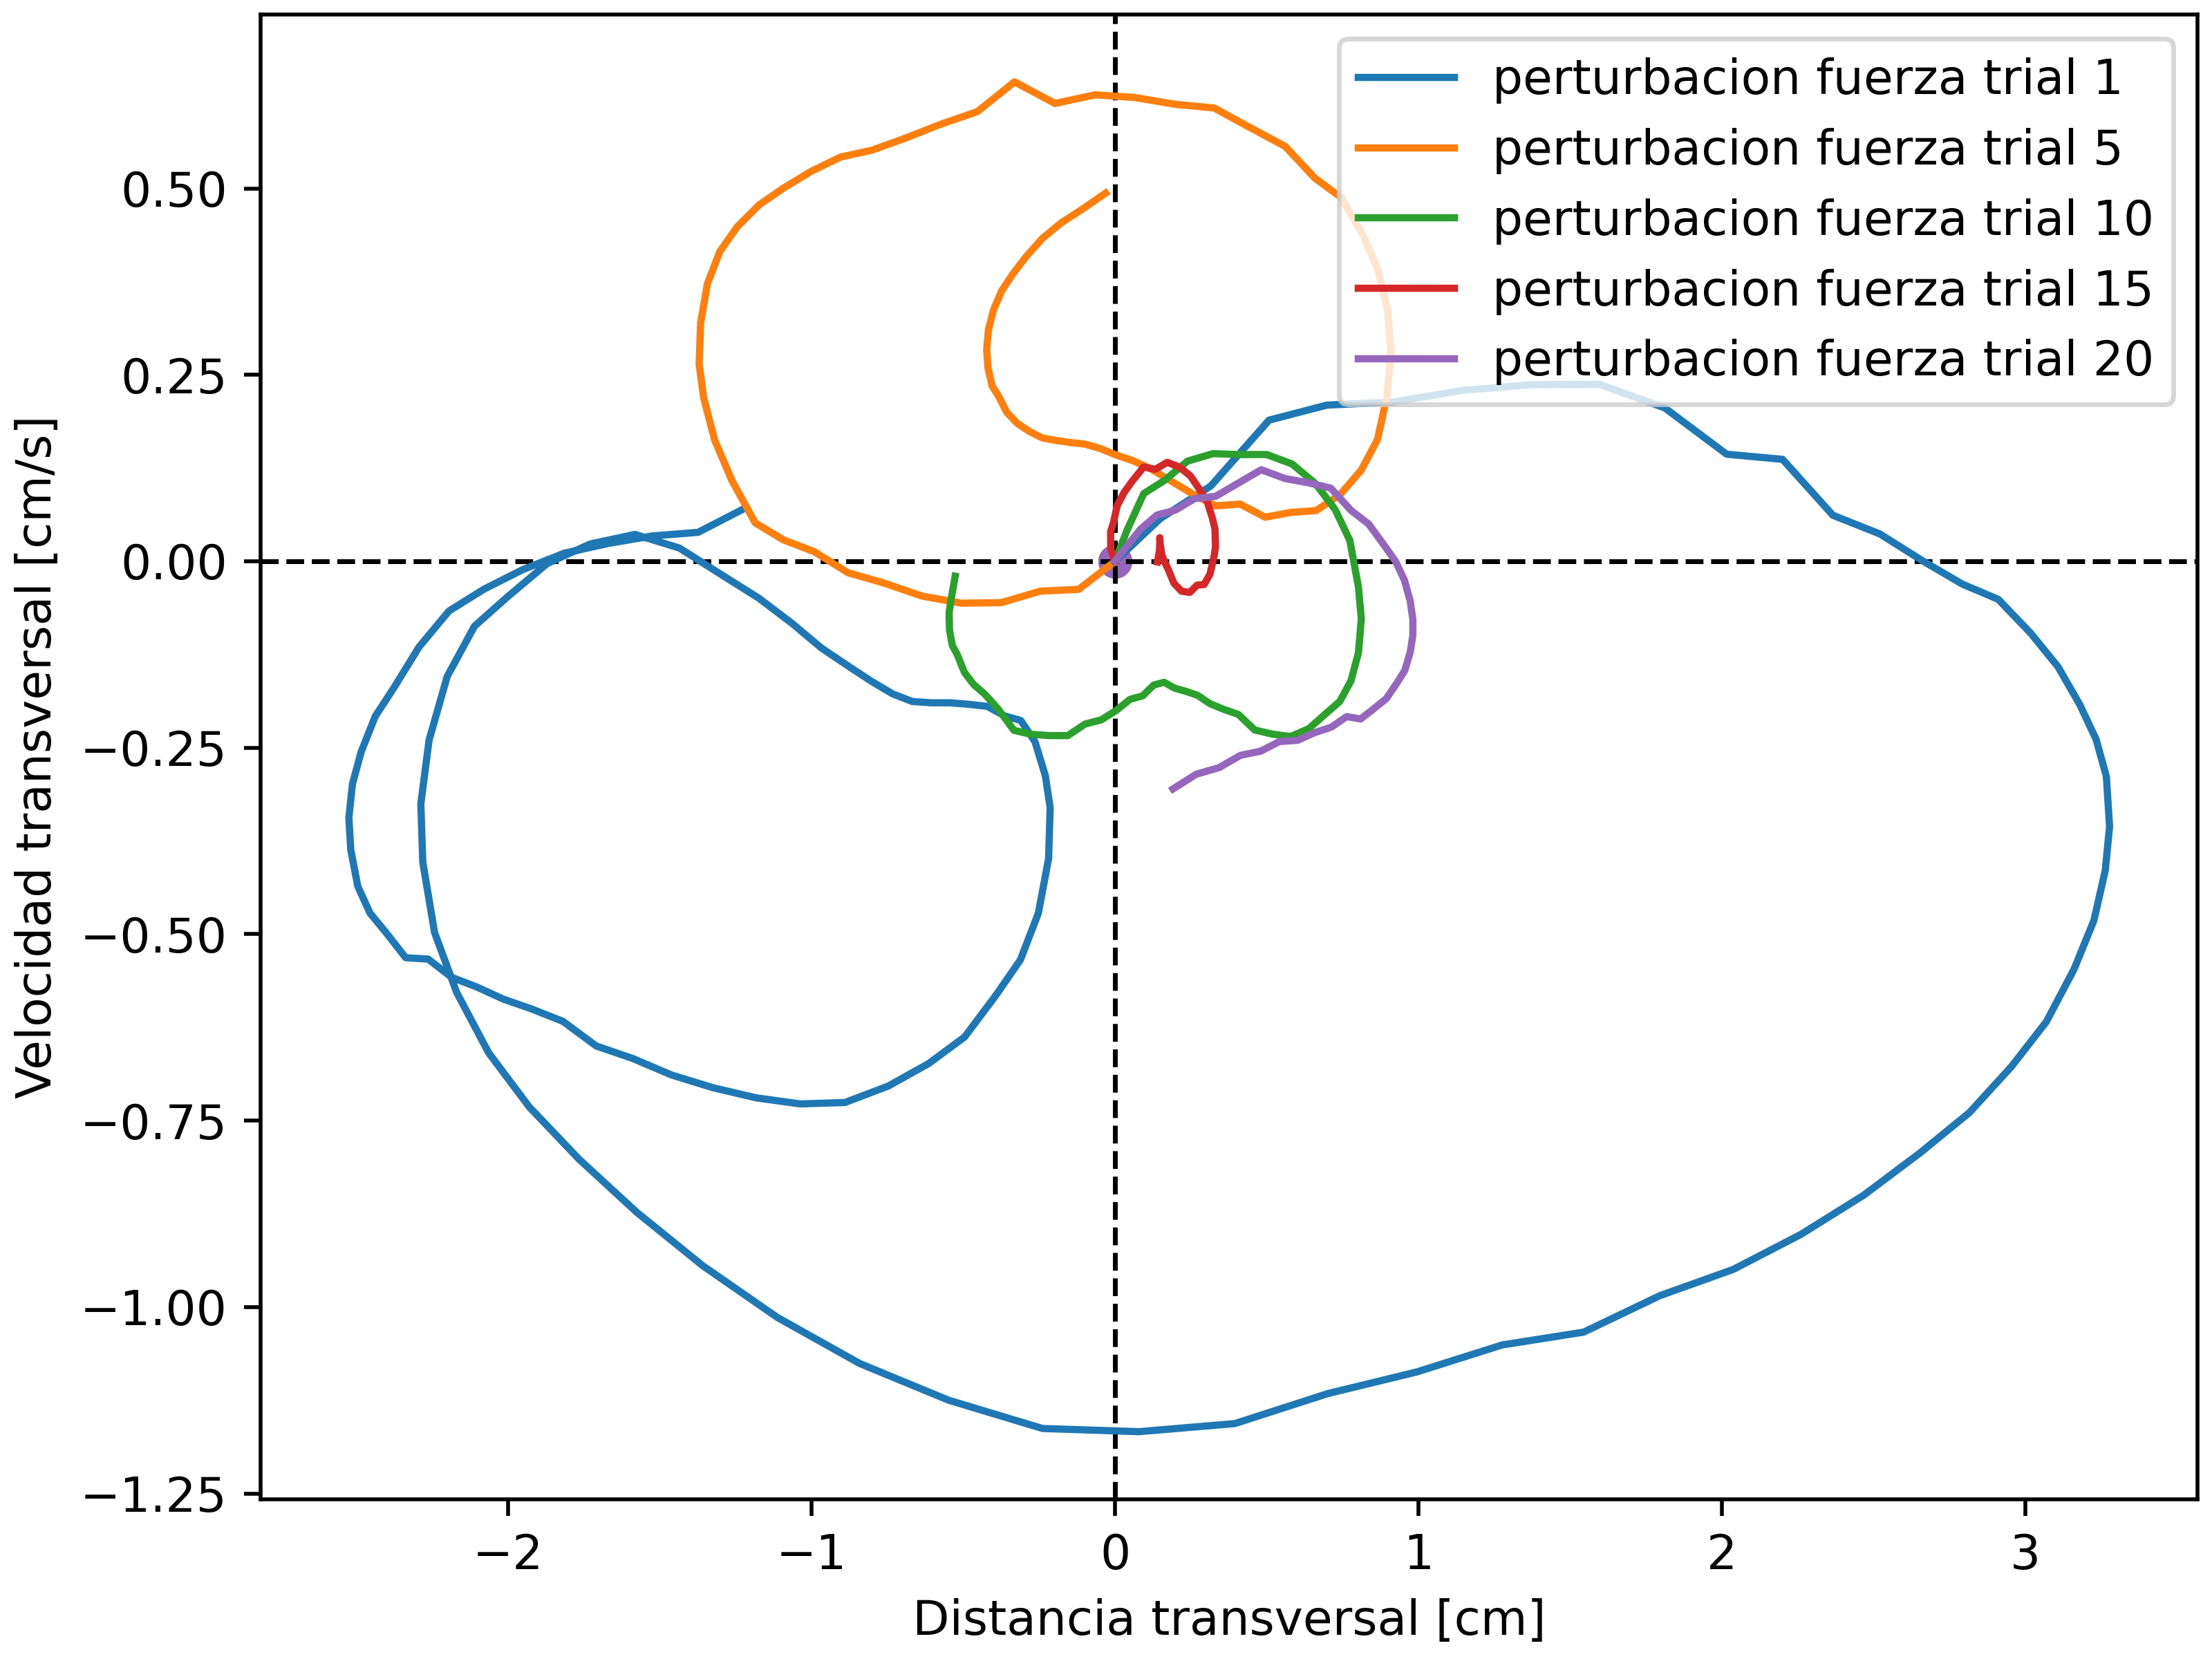 perturbacion fuerza trial 1
perturbacion fuerza trial 5
perturbacion fuerza trial 10
perturbacion fuerza trial 15
perturbacion fuerza trial 20
Velocidad transversal [cm/s]
0.50
0.25
0.00
−0.25
−0.50
−0.75
−1.00
−1.25
−2 −1 0 1 2 3
Distancia transversal [cm]